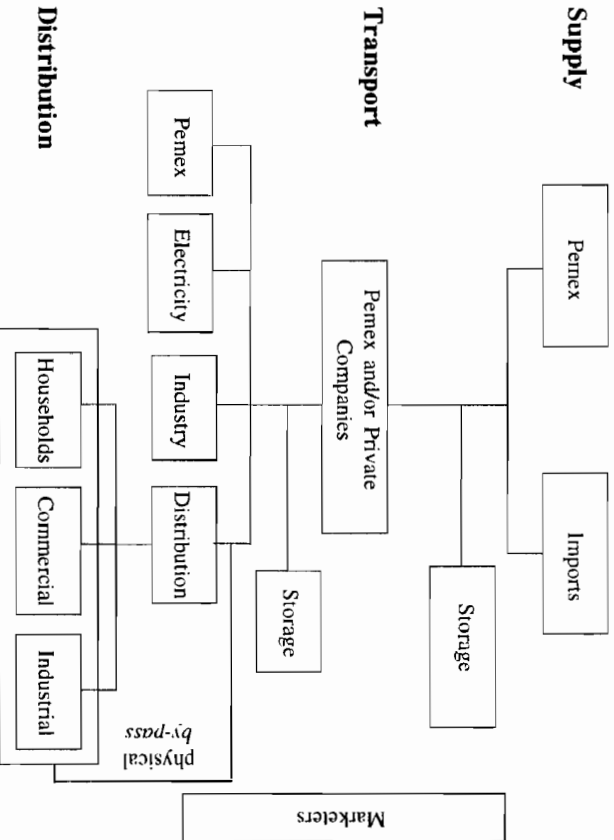 Supply
Pemex
Imports
Storage
Transport
Pemex and/or Private
Companies
Storage
Marketers
Pemex
Electricity
Industry
Distribution
physical
by-pass
Distribution
Households
Commercial
Industrial